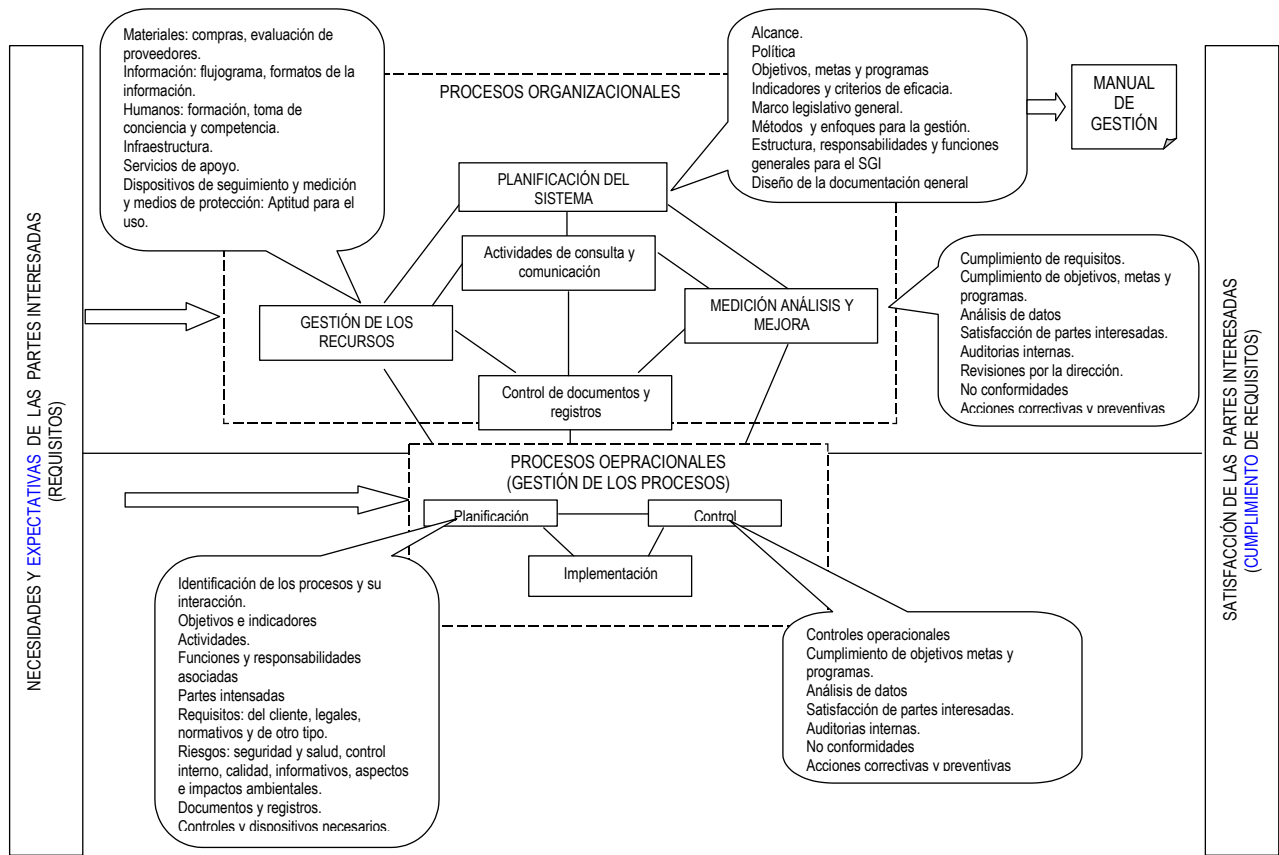 Materiales: compras, evaluación de
proveedores.
Información: flujograma, formatos de la
información.
Humanos: formación, toma de
conciencia y competencia.
Infraestructura.
Servicios de apoyo.
Dispositivos de seguimiento y medición
y medios de protección: Aptitud para el
uso.
PROCESOS ORGANIZACIONALES
Alcance.
Política
Objetivos, metas y programas
Indicadores y criterios de eficacia.
Marco legislativo general.
Métodos y enfoques para la gestión.
Estructura, responsabilidades y funciones
generales para el SGI
Diseño de la documentación general
MANUAL
DE
GESTIÓN
NECESIDADES Y EXPECTATIVAS DE LAS PARTES INTERESADAS
(REQUISITOS)
PLANIFICACIÓN DEL
SISTEMA
Actividades de consulta y
comunicación
GESTIÓN DE LOS
RECURSOS
MEDICIÓN ANÁLISIS Y
MEJORA
Control de documentos y
registros
Cumplimiento de requisitos.
Cumplimiento de objetivos, metas y
programas.
Análisis de datos
Satisfacción de partes interesadas.
Auditorias internas.
Revisiones por la dirección.
No conformidades
Acciones correctivas y preventivas
SATISFACCIÓN DE LAS PARTES INTERESADAS
(CUMPLIMIENTO DE REQUISITOS)
PROCESOS OEPRACIONALES
(GESTIÓN DE LOS PROCESOS)
Planificación
Control
Implementación
Identificación de los procesos y su
interacción.
Objetivos e indicadores
Actividades.
Funciones y responsabilidades
asociadas
Partes intensadas
Requisitos: del cliente, legales,
normativos y de otro tipo.
Riesgos: seguridad y salud, control
interno, calidad, informativos, aspectos
e impactos ambientales.
Documentos y registros.
Controles y dispositivos necesarios.
Controles operacionales
Cumplimiento de objetivos metas y
programas.
Análisis de datos
Satisfacción de partes interesadas.
Auditorias internas.
No conformidades
Acciones correctivas y preventivas